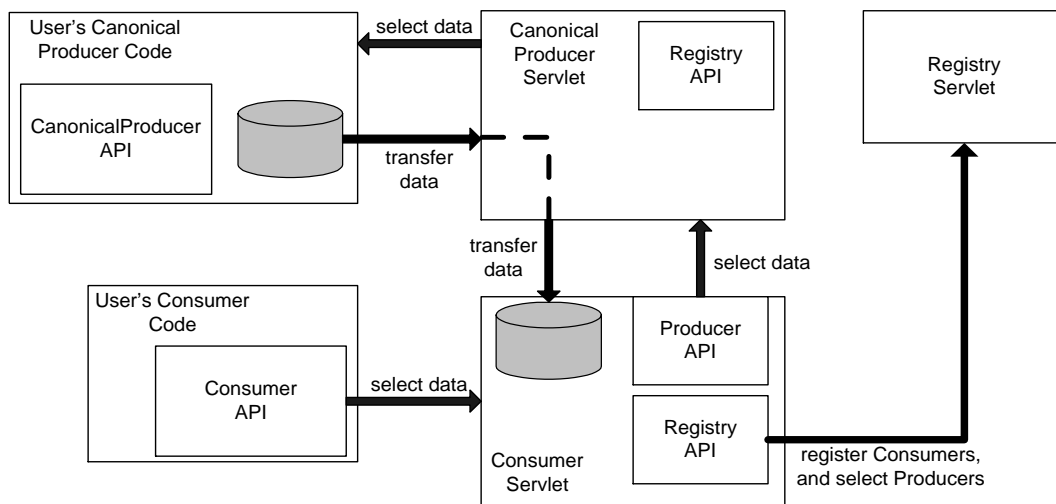 User's Canonical
Producer Code
select data
Canonical
Producer
Servlet
Registry
API
Registry
Servlet
CanonicalProducer
API
transfer
data
transfer
data
select data
User's Consumer
Code
Consumer
API
select data
Producer
API
Registry
API
Consumer
Servlet
register Consumers,
and select Producers